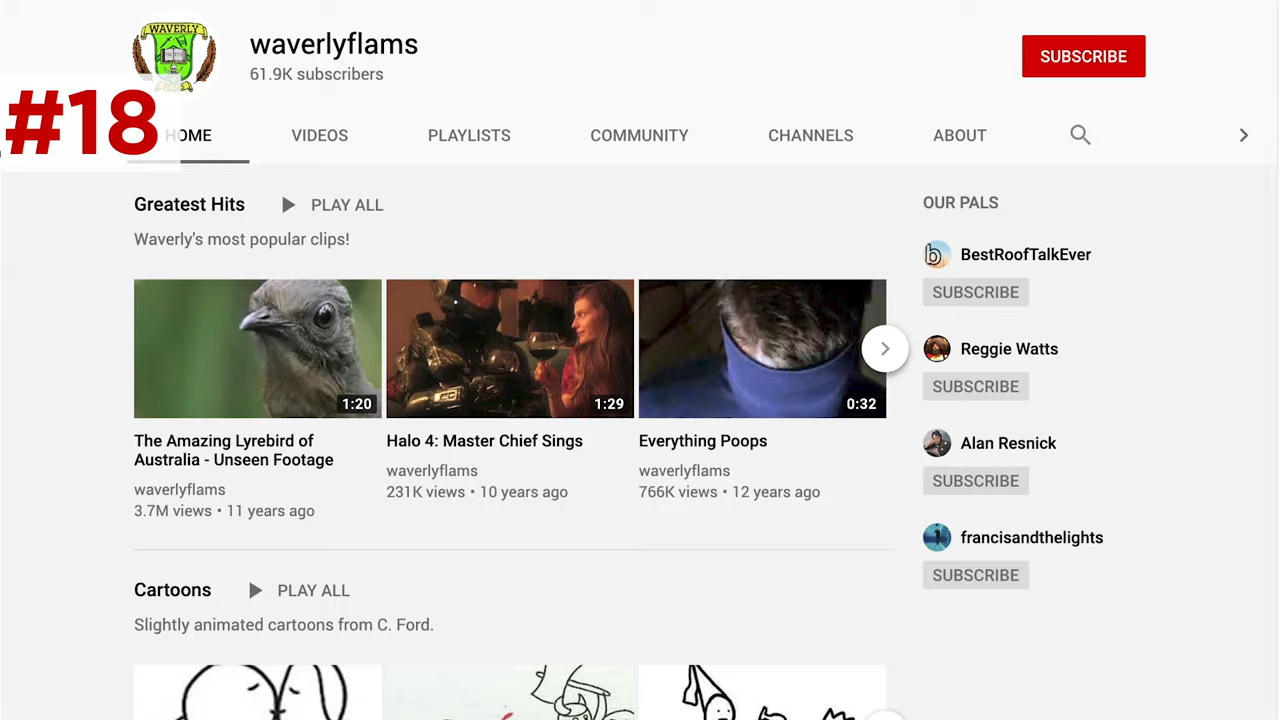 WAVERLY
waverlyflams
61.9K subscribers
SUBSCRIBE
#18
HOME
VIDEOS
PLAYLISTS
COMMUNITY
CHANNELS
ABOUT
Greatest Hits
PLAY ALL
Waverly's most popular clips!
1:20
1:29
0:32
The Amazing Lyrebird of
Australia - Unseen Footage
waverlyflams
3.7M views • 11 years ago
Halo 4: Master Chief Sings
waverlyflams
231K views • 10 years ago
Everything Poops
waverlyflams
766K views • 12 years ago
Cartoons
PLAY ALL
Slightly animated cartoons from C. Ford.
OUR PALS
BestRoofTalkEver
SUBSCRIBE
Reggie Watts
SUBSCRIBE
Alan Resnick
SUBSCRIBE
francisandthelights
SUBSCRIBE